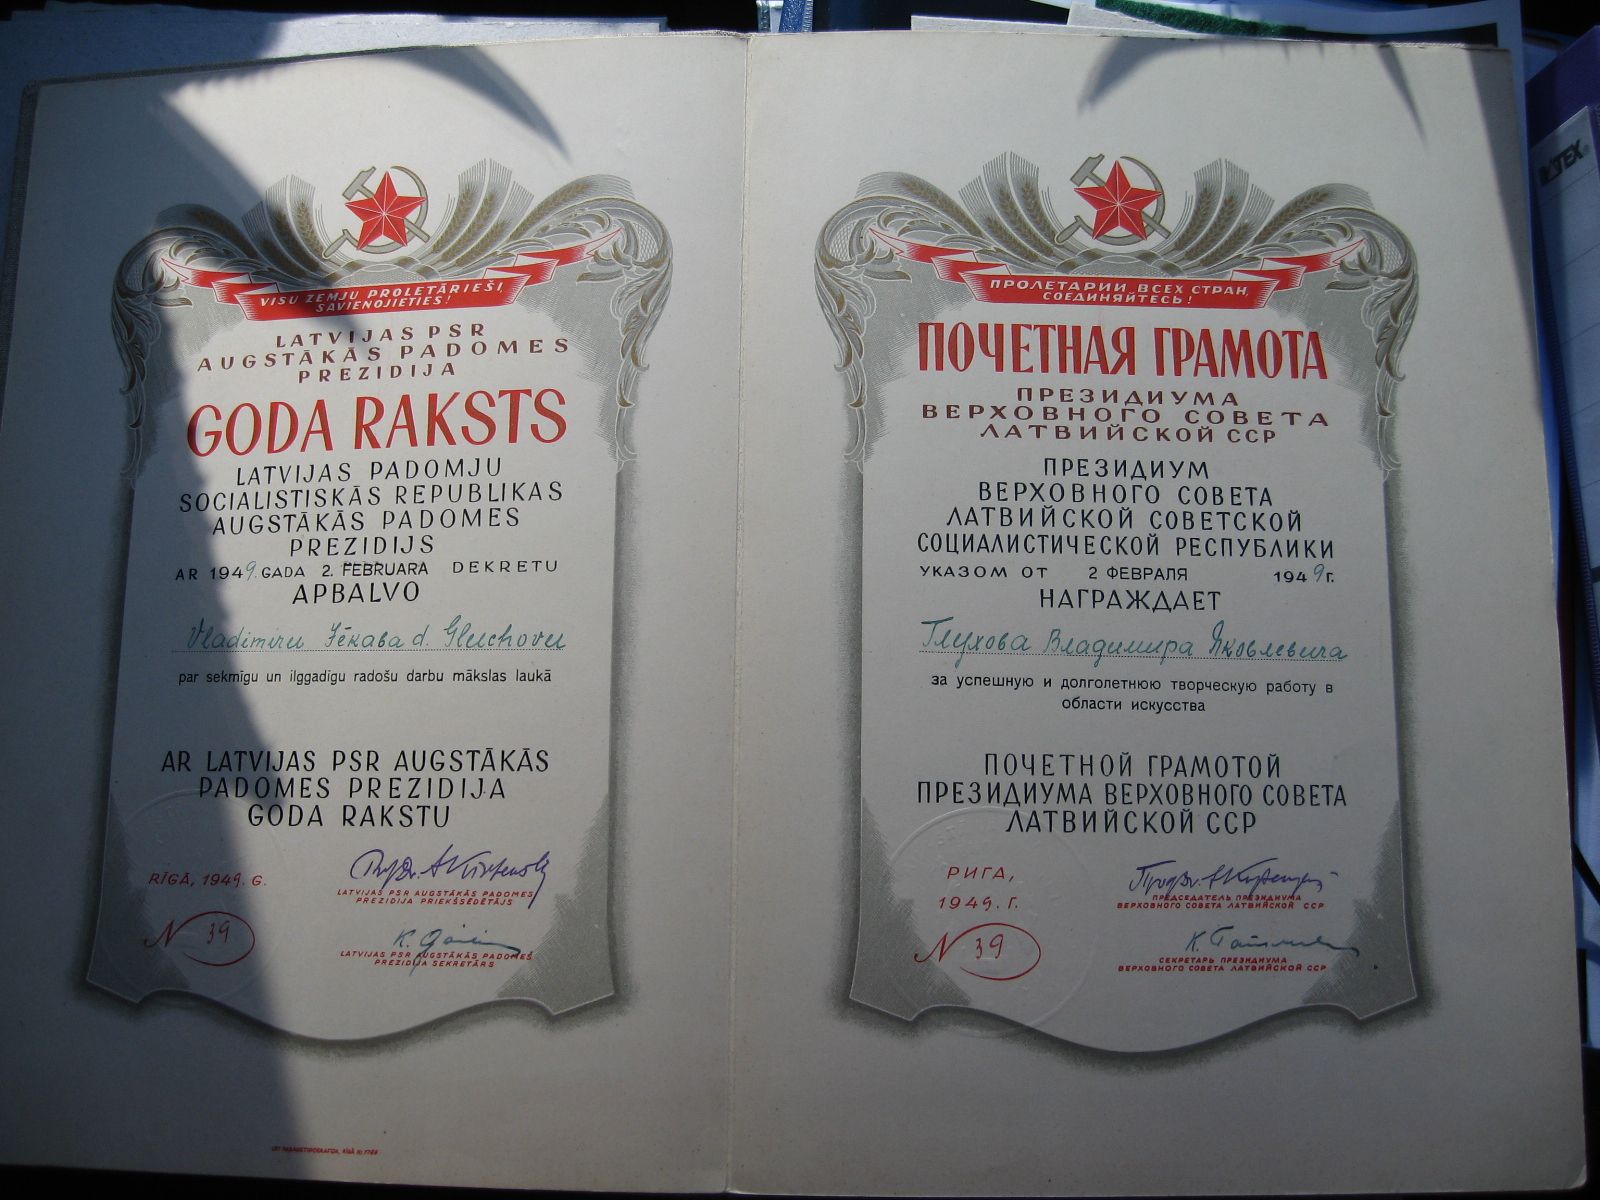 VISU ZEMJU PROLETĀRIEŠI,
SAVIENOJIETIES!
LATVIJAS PSR
AUGSTĀKĀS PADOMES
PREZIDIJA
GODA RAKSTS
LATVIJAS PADOMJU
SOCIALISTISKĀS REPUBLIKAS
AUGSTĀKĀS PADOMES
PREZIDIJS
AR 1949. GADA 2. FEBRUARA DEKRETU
APBALVO
Vladimiru Jēkaba d. Gluchovu
par sekmīgu un ilggadīgu radošu darbu mākslas laukā
AR LATVIJAS PSR AUGSTĀKĀS
PADOMES PREZIDIJA
GODA RAKSTU
RĪGĀ, 1949. G.
LATVIJAS PSR AUGSTĀKĀS PADOMES
PREZIDIJA PRIEKŠSĒDĒTĀJS
N 39
LATVIJAS PSR AUGSTĀKĀS PADOMES
PREZIDIJA SEKRETĀRS
ПРОЛЕТАРИИ ВСЕХ СТРАН,
СОЕДИНЯЙТЕСЬ!
ПОЧЕТНАЯ ГРАМОТА
ПРЕЗИДИУМА
ВЕРХОВНОГО СОВЕТА
ЛАТВИЙСКОЙ ССР
ПРЕЗИДИУМ
ВЕРХОВНОГО СОВЕТА
ЛАТВИЙСКОЙ СОВЕТСКОЙ
СОЦИАЛИСТИЧЕСКОЙ РЕСПУБЛИКИ
УКАЗОМ ОТ 2 ФЕВРАЛЯ 1949 г.
НАГРАЖДАЕТ
Глухова Владимира Яковлевича
за успешную и долголетнюю творческую работу в
области искусства
ПОЧЕТНОЙ ГРАМОТОЙ
ПРЕЗИДИУМА ВЕРХОВНОГО СОВЕТА
ЛАТВИЙСКОЙ ССР
РИГА,
1949. Г.
ПРЕДСЕДАТЕЛЬ ПРЕЗИДИУМА
ВЕРХОВНОГО СОВЕТА ЛАТВИЙСКОЙ ССР
N 39
СЕКРЕТАРЬ ПРЕЗИДИУМА
ВЕРХОВНОГО СОВЕТА ЛАТВИЙСКОЙ ССР